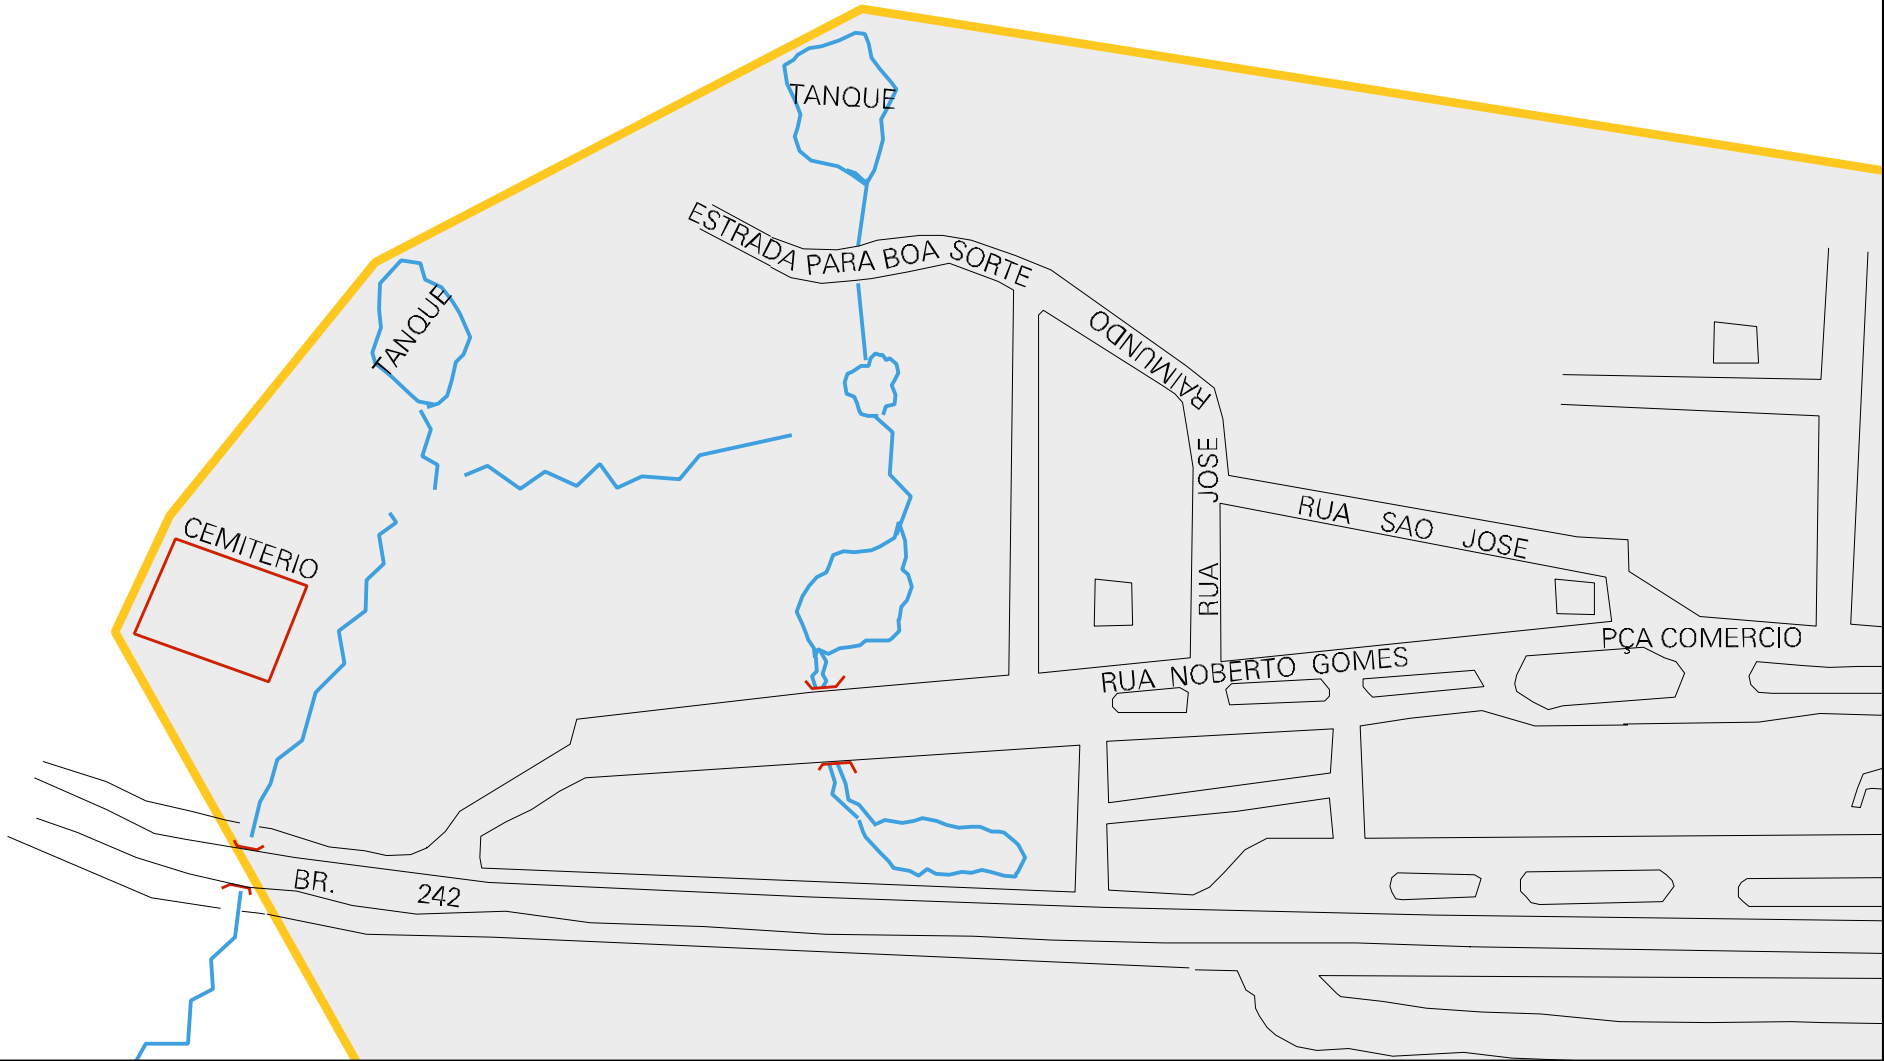 TANQUE
ESTRADA PARA BOA SORTE
TANQUE
RUA JOSE RAIMUNDO
RUA SAO JOSE
CEMITERIO
PÇA COMERCIO
RUA NOBERTO GOMES
BR. 242